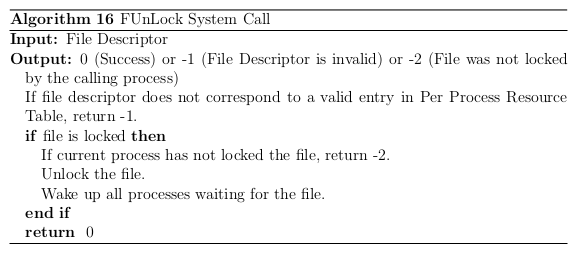 Algorithm 16 FUnLock System Call
Input: File Descriptor
Output: 0 (Success) or -1 (File Descriptor is invalid) or -2 (File was not locked
by the calling process)
If file descriptor does not correspond to a valid entry in Per Process Resource
Table, return -1.
if file is locked then
If current process has not locked the file, return -2.
Unlock the file.
Wake up all processes waiting for the file.
end if
return 0